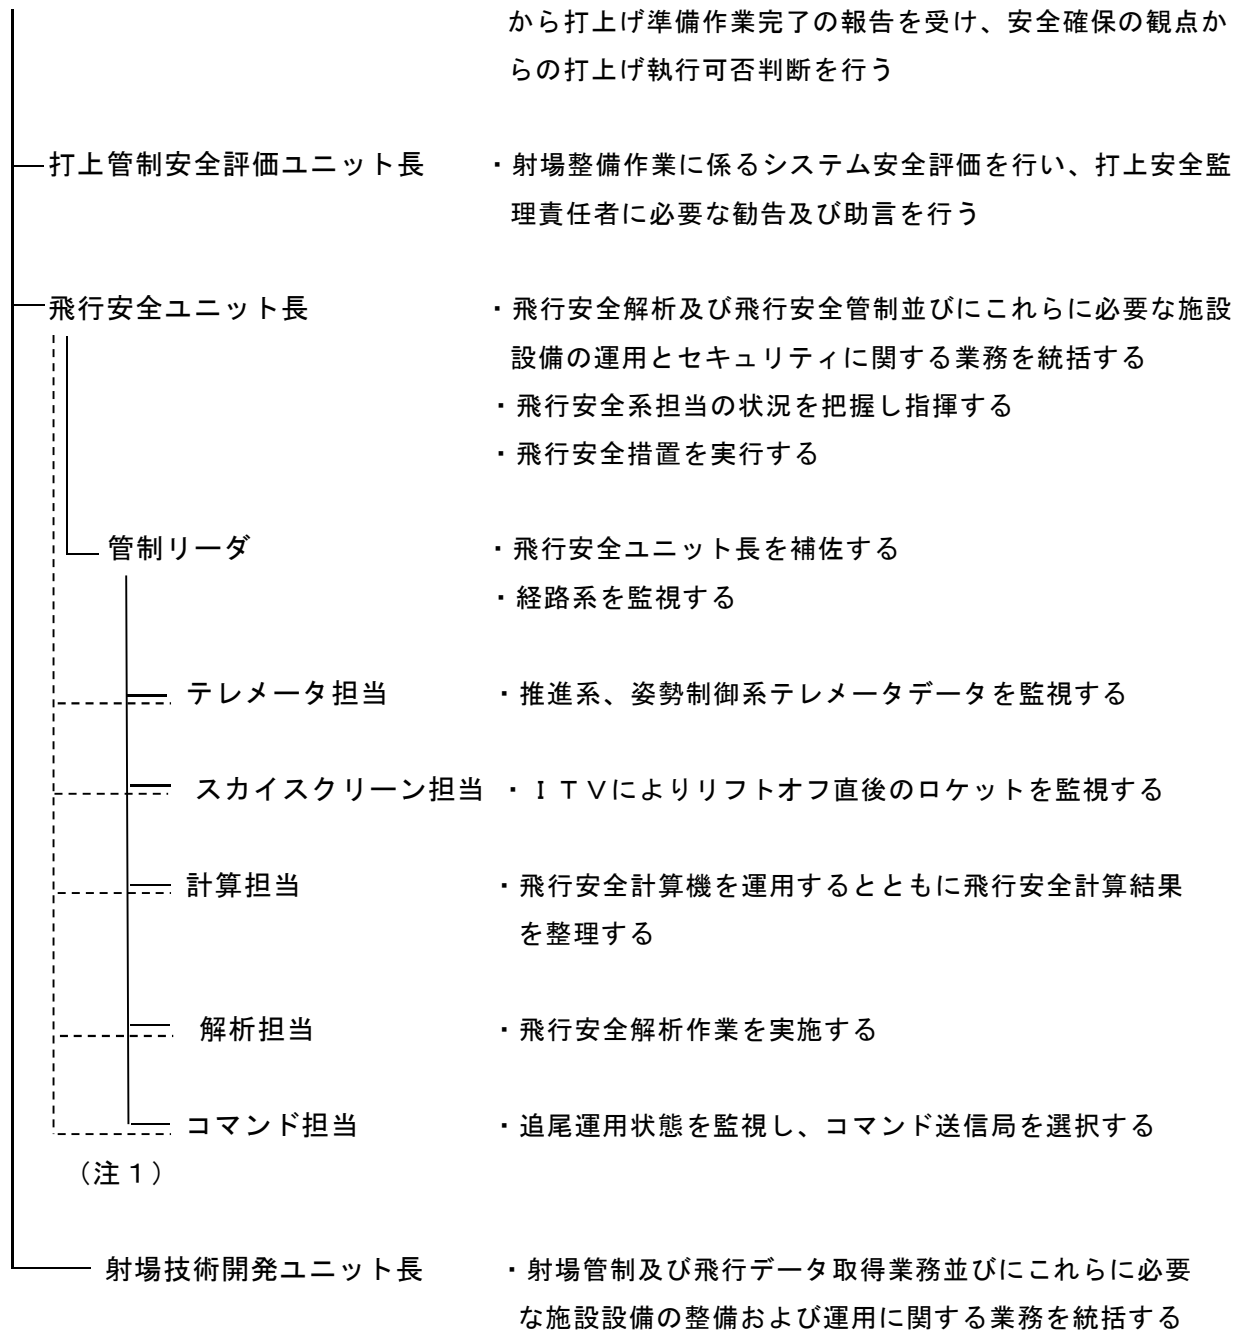 から打上げ準備作業完了の報告を受け、安全確保の観点か
らの打上げ執行可否判断を行う
打上管制安全評価ユニット長 ・射場整備作業に係るシステム安全評価を行い、打上安全監
理責任者に必要な勧告及び助言を行う
飛行安全ユニット長 ・飛行安全解析及び飛行安全管制並びにこれらに必要な施設
設備の運用とセキュリティに関する業務を統括する
・飛行安全系担当の状況を把握し指揮する
・飛行安全措置を実行する
管制リーダ ・飛行安全ユニット長を補佐する
・経路系を監視する
テレメータ担当 ・推進系、姿勢制御系テレメータデータを監視する
スカイスクリーン担当 ・ＩＴＶによりリフトオフ直後のロケットを監視する
計算担当 ・飛行安全計算機を運用するとともに飛行安全計算結果
を整理する
解析担当 ・飛行安全解析作業を実施する
コマンド担当 ・追尾運用状態を監視し、コマンド送信局を選択する
（注１）
射場技術開発ユニット長 ・射場管制及び飛行データ取得業務並びにこれらに必要
な施設設備の整備および運用に関する業務を統括する